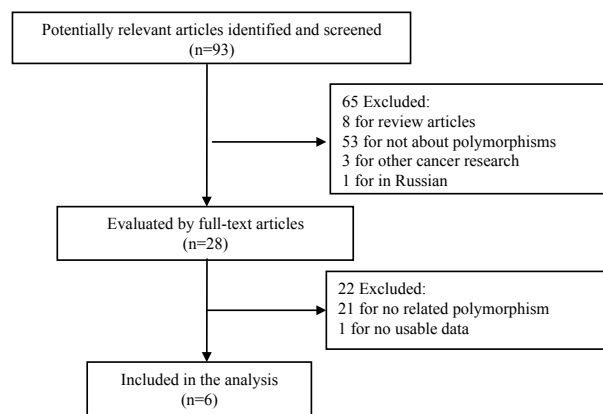 Potentially relevant articles identified and screened
(n=93)
65 Excluded:
8 for review articles
53 for not about polymorphisms
3 for other cancer research
1 for in Russian
Evaluated by full-text articles
(n=28)
22 Excluded:
21 for no related polymorphism
1 for no usable data
Included in the analysis
(n=6)